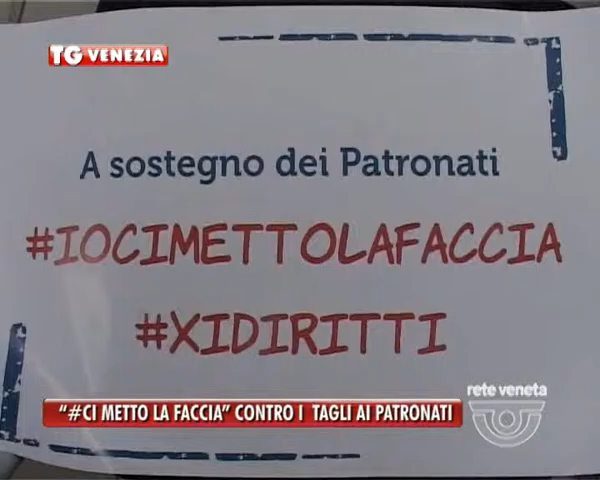 TG VENEZIA
A sostegno dei Patronati
#IOCIMETTOLAFACCIA
#XIDIRITTI
rete veneta
"#CI METTO LA FACCIA" CONTRO I TAGLI AI PATRONATI